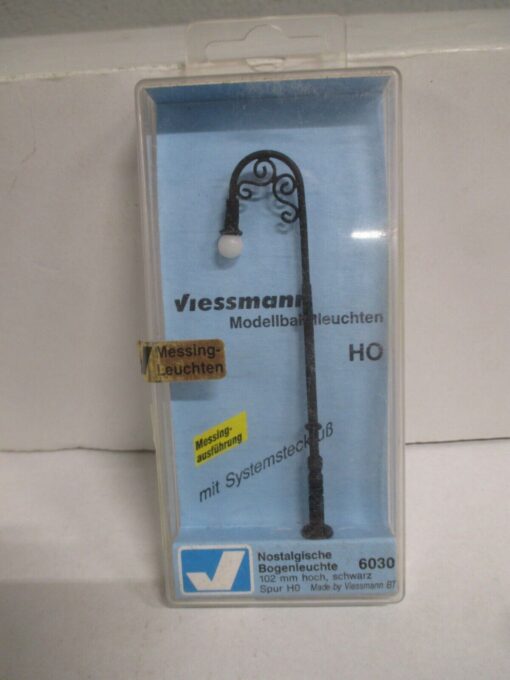 Viessmann
Modellbahnleuchten
HO
Messing-
Leuchten
Messing-
ausführung
mit Systemsteckfuß
Nostalgische
Bogenleuchte 6030
102 mm hoch, schwarz
Spur H0 Made by Viessmann BT